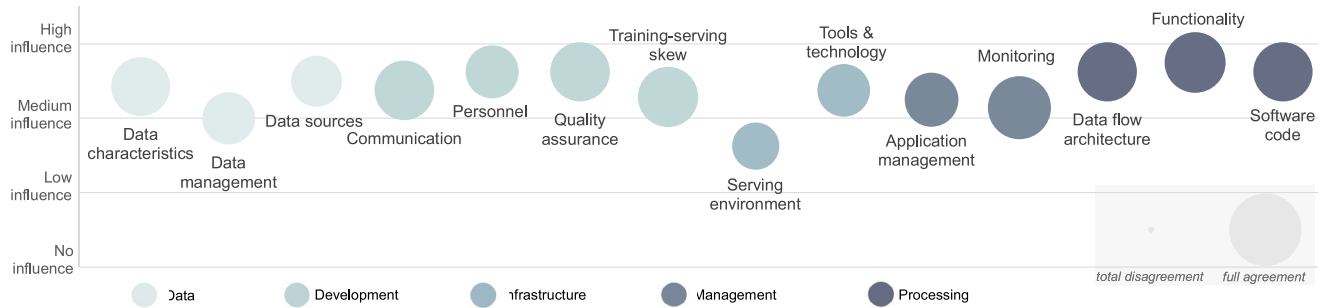 High
influence
Medium
influence
Low
influence
No
influence
Data
characteristics
Data
management
Data sources
Communication
Personnel
Quality
assurance
Training-serving
skew
Serving
environment
Tools &
technology
Application
management
Monitoring
Data flow
architecture
Functionality
Software
code
total disagreement
full agreement
Data
Development
nfrastructure
Management
Processing